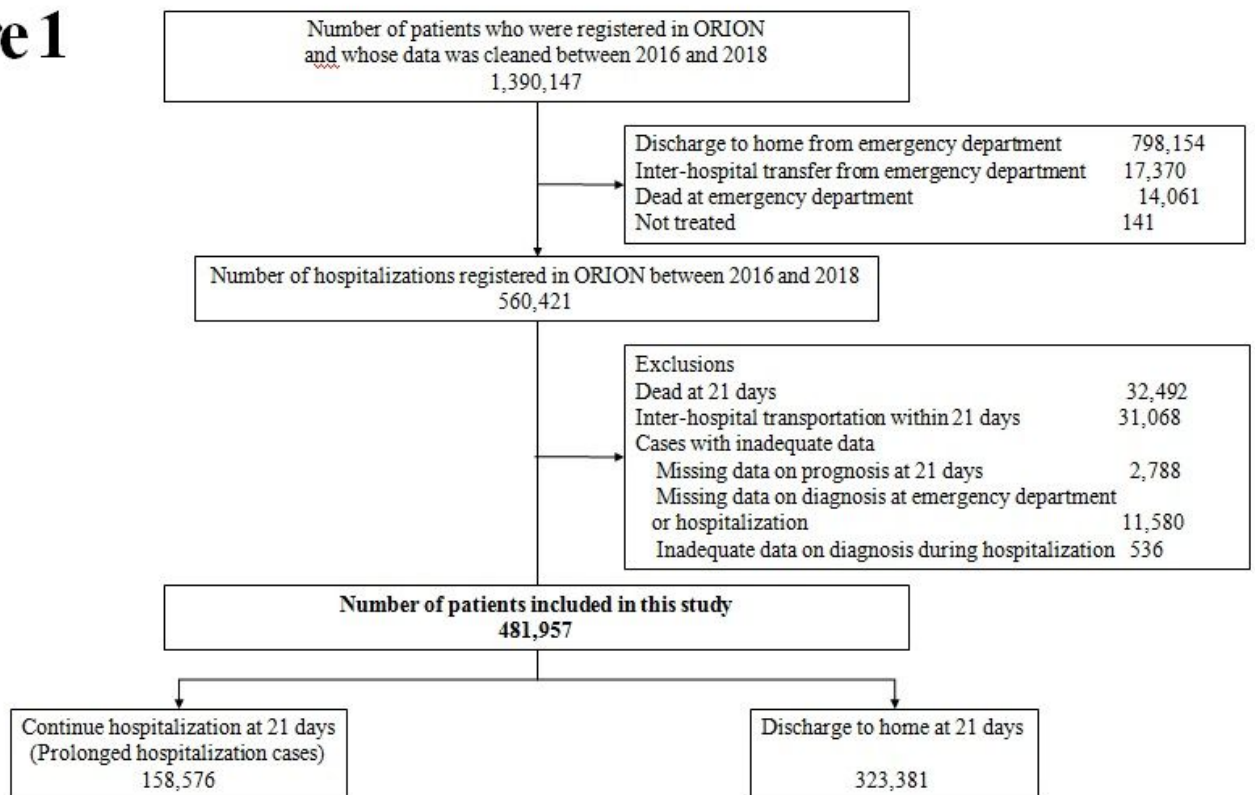 e 1
Number of patients who were registered in ORION
and whose data was cleaned between 2016 and 2018
1,390,147
Discharge to home from emergency department 798,154
Inter-hospital transfer from emergency department 17,370
Dead at emergency department 14,061
Not treated 141
Number of hospitalizations registered in ORION between 2016 and 2018
560,421
Exclusions
Dead at 21 days 32,492
Inter-hospital transportation within 21 days 31,068
Cases with inadequate data
Missing data on prognosis at 21 days 2,788
Missing data on diagnosis at emergency department
or hospitalization 11,580
Inadequate data on diagnosis during hospitalization 536
Number of patients included in this study
481,957
Continue hospitalization at 21 days
(Prolonged hospitalization cases)
158,576
Discharge to home at 21 days
323,381